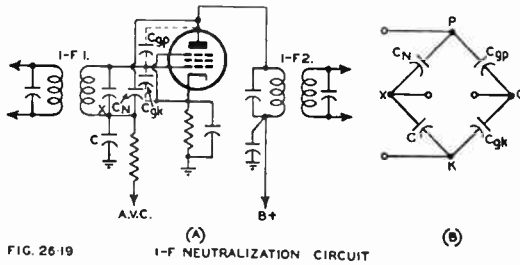 I-F 1.
Cgp
I-F 2.
X
CN
Cgk
C
A.V.C.
B+
(A)
P
CN
Cgp
X
G
C
Cgk
K
(B)
FIG. 26-19
I-F NEUTRALIZATION CIRCUIT